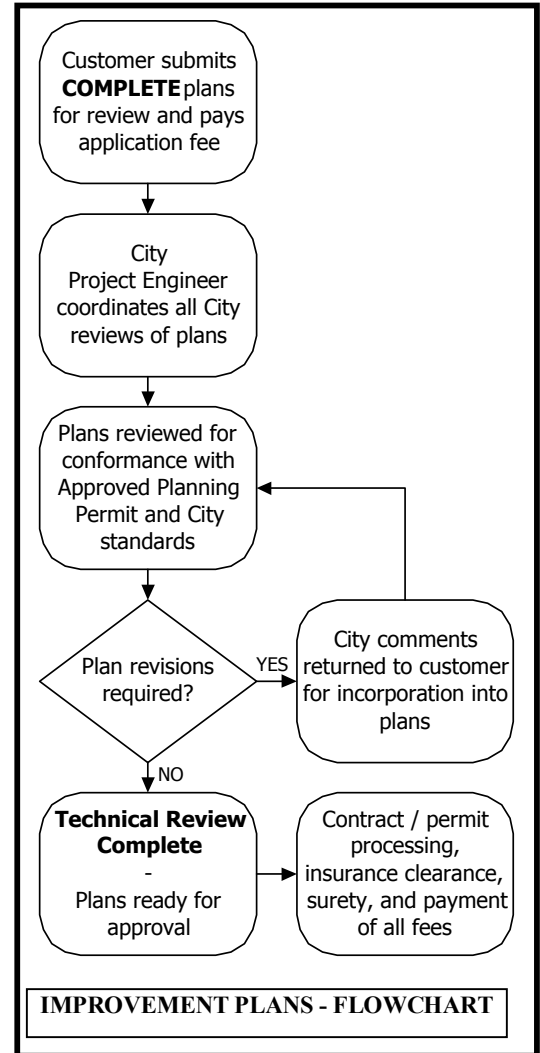 Customer submits
COMPLETE plans
for review and pays
application fee
City
Project Engineer
coordinates all City
reviews of plans
Plans reviewed for
conformance with
Approved Planning
Permit and City
standards
Plan revisions
required?
YES
City comments
returned to customer
for incorporation into
plans
NO
Technical Review
Complete
-
Plans ready for
approval
Contract / permit
processing,
insurance clearance,
surety, and payment
of all fees
IMPROVEMENT PLANS - FLOWCHART